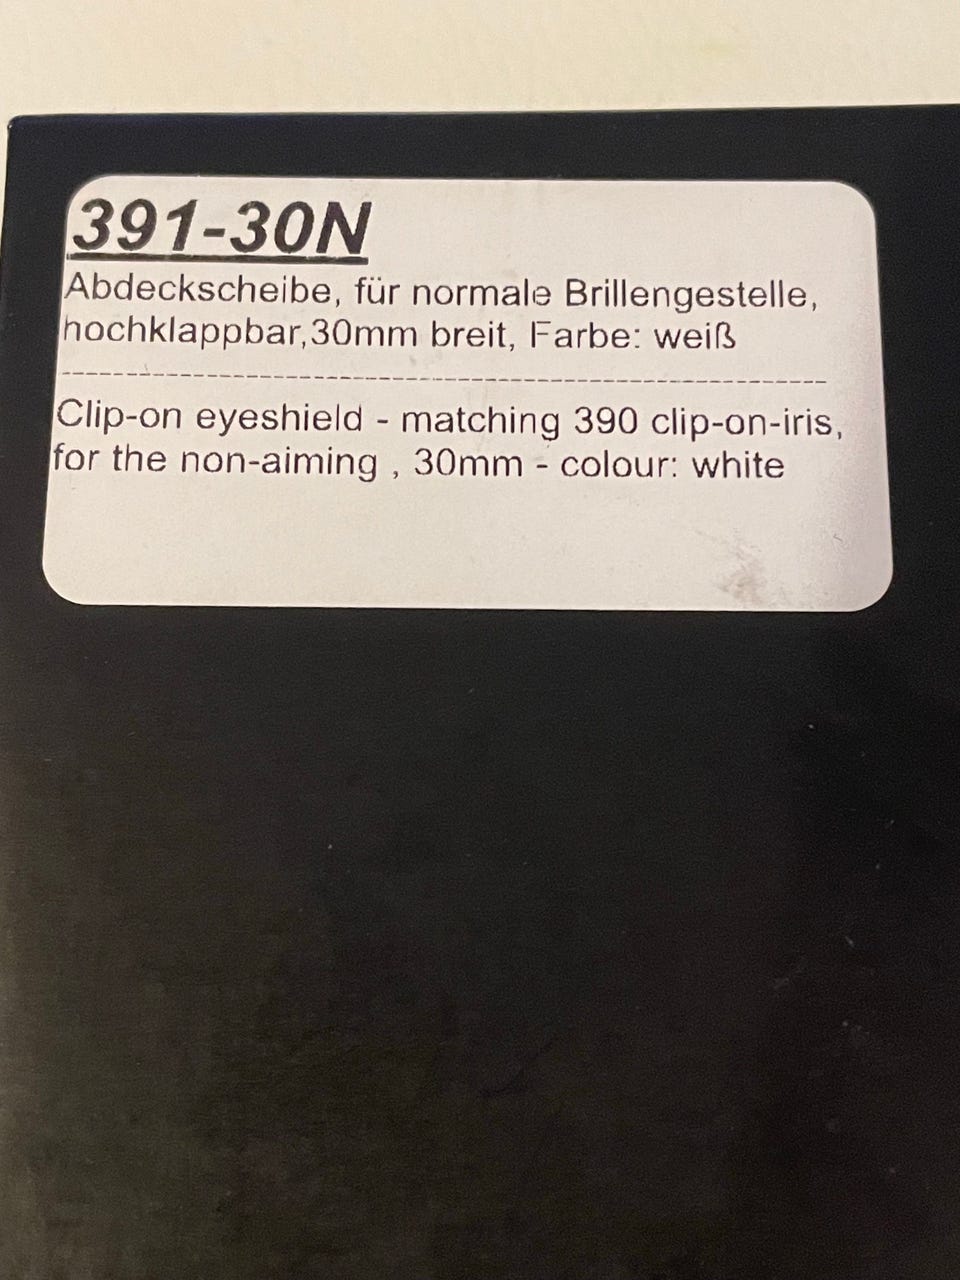 391-30N
Abdeckscheibe, für normale Brillengestelle,
hochklappbar,30mm breit, Farbe: weiß
Clip-on eyeshield - matching 390 clip-on-iris,
for the non-aiming , 30mm - colour: white